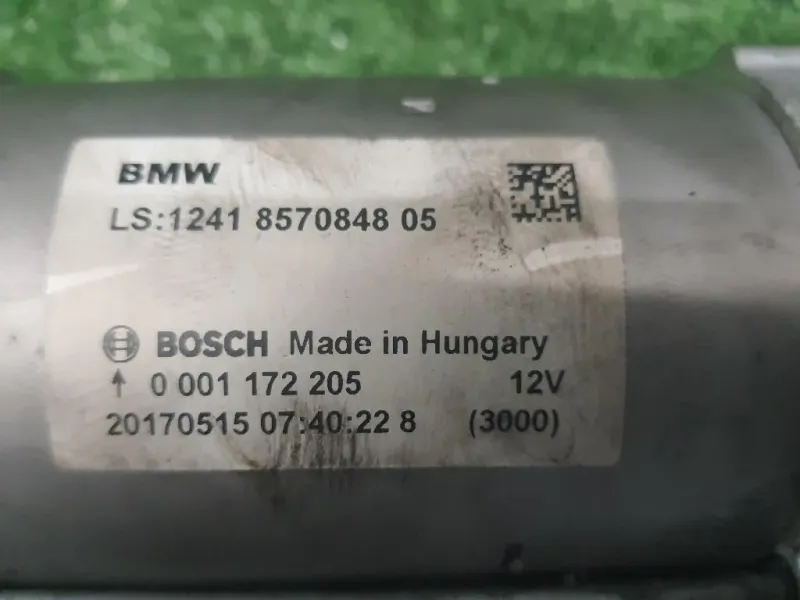 BMW
LS:1241 8570848 05
BOSCH Made in Hungary
↑ 0 001 172 205 12V
20170515 07:40:22 8 (3000)